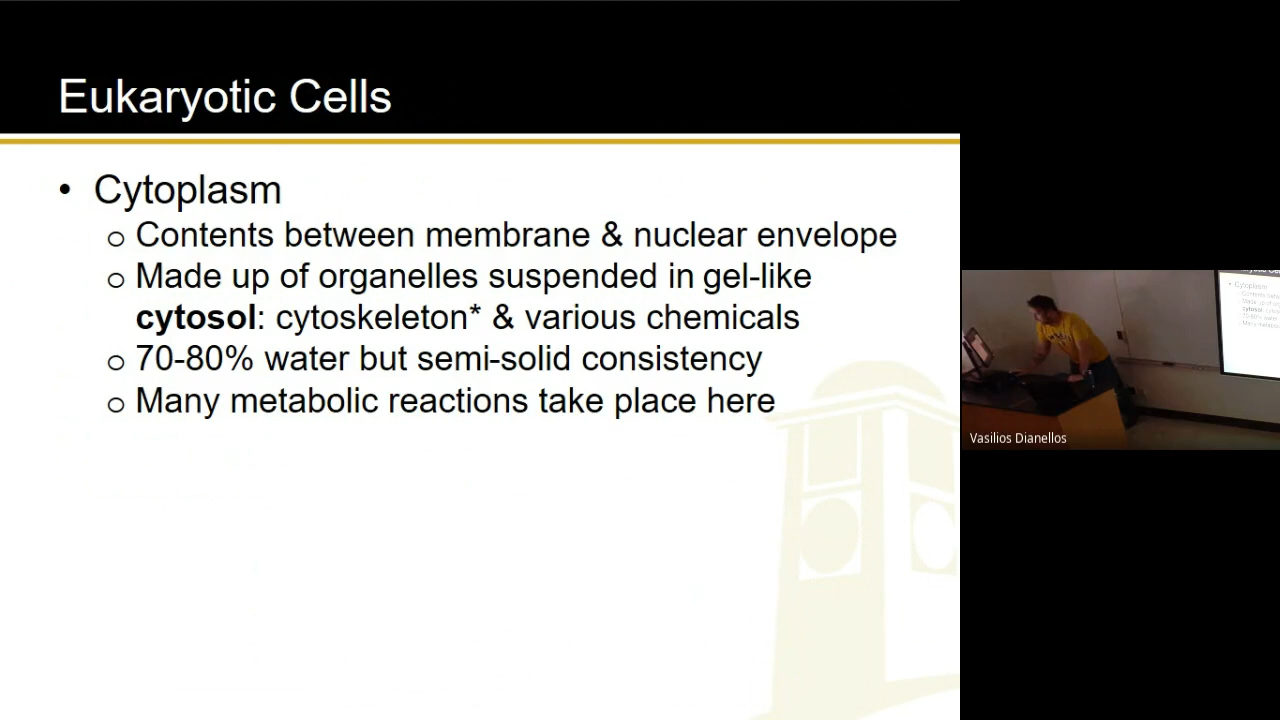 Eukaryotic Cells
• Cytoplasm
o Contents between membrane & nuclear envelope
o Made up of organelles suspended in gel-like
cytosol: cytoskeleton* & various chemicals
o 70-80% water but semi-solid consistency
o Many metabolic reactions take place here
Vasilios Dianellos